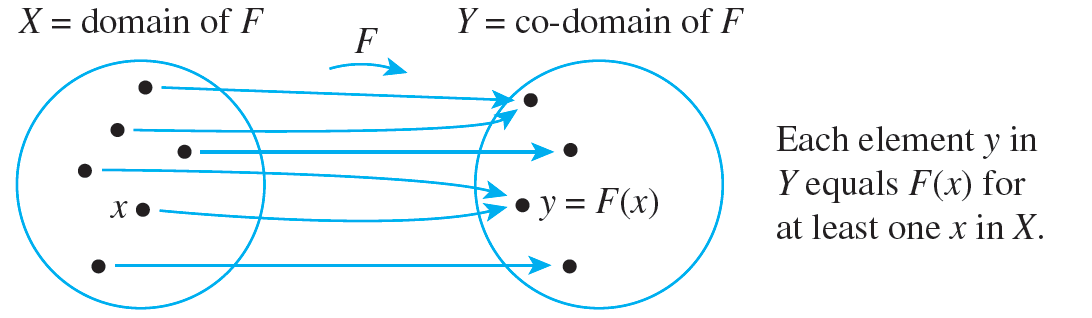 X = domain of F
F
Y = co-domain of F
x
y = F(x)
Each element y in
Y equals F(x) for
at least one x in X.